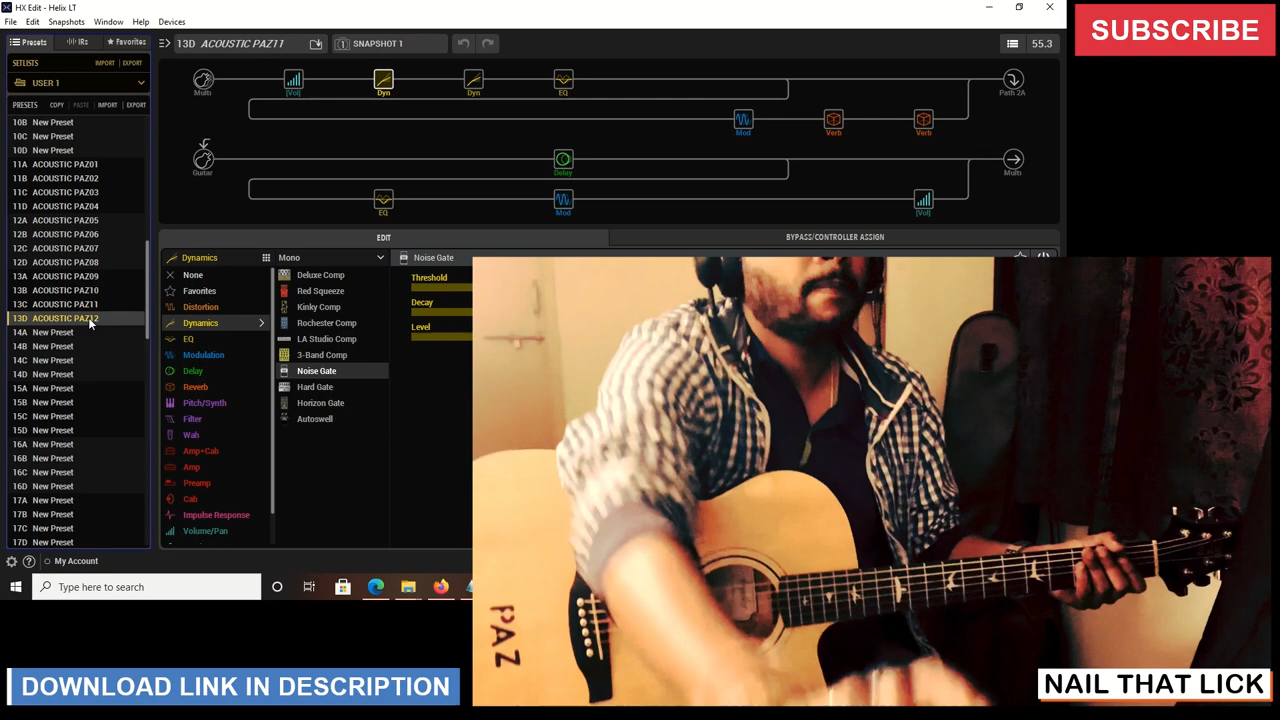 HX Edit - Helix LT
File Edit Snapshots Window Help Devices
Presets IRs Favorites
13D ACOUSTIC PAZ11
1 SNAPSHOT 1
55.3
SETLISTS IMPORT EXPORT
USER 1
PRESETS COPY PASTE IMPORT EXPORT
10B New Preset
10C New Preset
10D New Preset
11A ACOUSTIC PAZ01
11B ACOUSTIC PAZ02
11C ACOUSTIC PAZ03
11D ACOUSTIC PAZ04
12A ACOUSTIC PAZ05
12B ACOUSTIC PAZ06
12C ACOUSTIC PAZ07
12D ACOUSTIC PAZ08
13A ACOUSTIC PAZ09
13B ACOUSTIC PAZ10
13C ACOUSTIC PAZ11
13D ACOUSTIC PAZ12
14A New Preset
14B New Preset
14C New Preset
14D New Preset
15A New Preset
15B New Preset
15C New Preset
15D New Preset
16A New Preset
16B New Preset
16C New Preset
16D New Preset
17A New Preset
17B New Preset
17C New Preset
17D New Preset
My Account
Multi [Vol] Dyn Dyn EQ Path 2A
Mod Verb Verb
Guitar Delay Multi
EQ Mod [Vol]
EDIT BYPASS/CONTROLLER ASSIGN
Dynamics
None
Favorites
Distortion
Dynamics
EQ
Modulation
Delay
Reverb
Pitch/Synth
Filter
Wah
Amp+Cab
Amp
Preamp
Cab
Impulse Response
Volume/Pan
Mono
Deluxe Comp
Red Squeeze
Kinky Comp
Rochester Comp
LA Studio Comp
3-Band Comp
Noise Gate
Hard Gate
Horizon Gate
Autoswell
Noise Gate
Threshold
Decay
Level
Type here to search
SUBSCRIBE
PAZ
DOWNLOAD LINK IN DESCRIPTION
NAIL THAT LICK